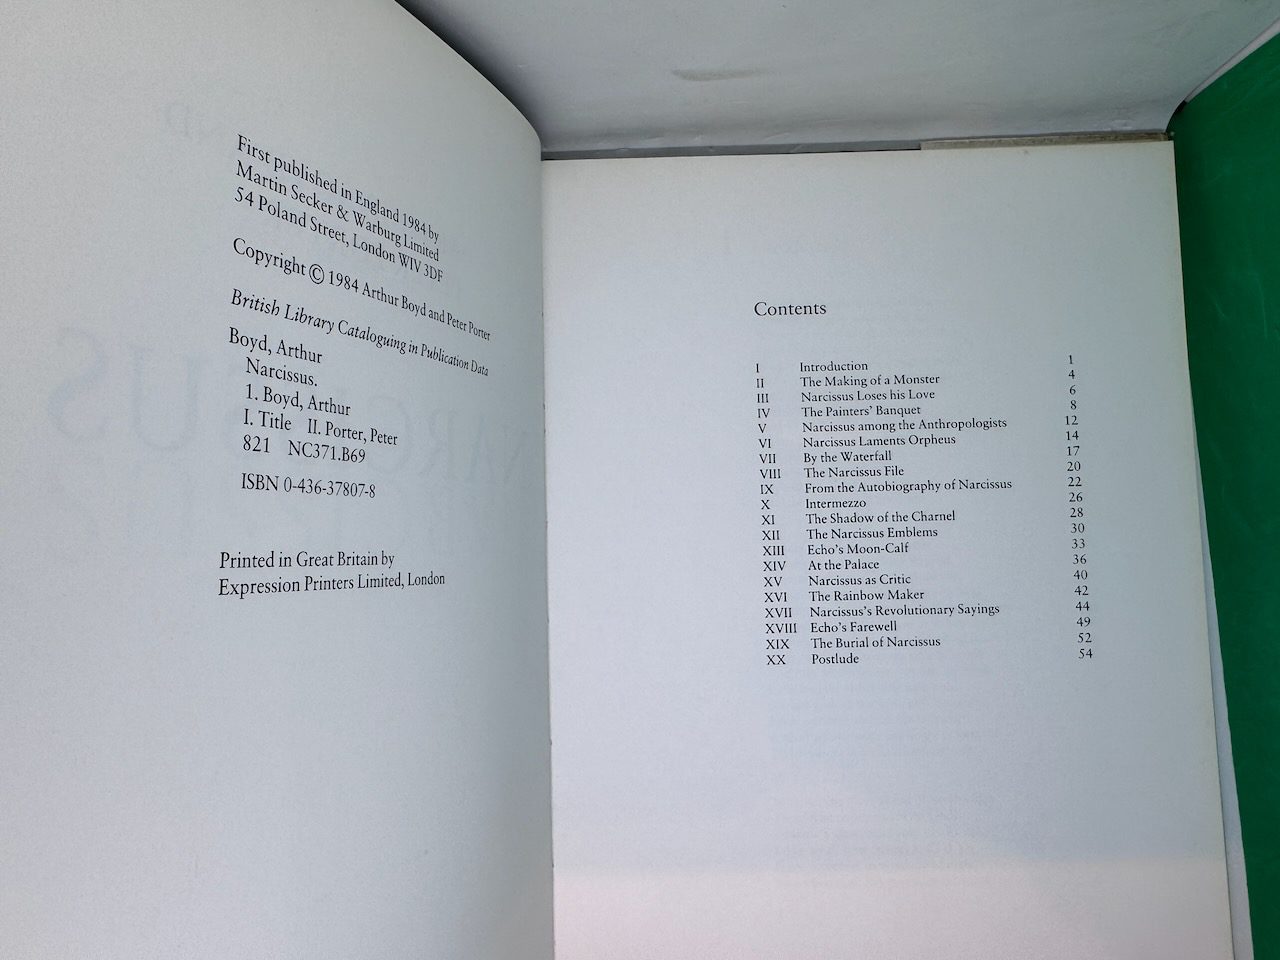 First published in England 1984 by
Martin Secker & Warburg Limited
54 Poland Street, London WIV 3DF
Copyright © 1984 Arthur Boyd and Peter Porter
British Library Cataloguing in Publication Data
Boyd, Arthur
Narcissus.
1. Boyd, Arthur
I. Title II. Porter, Peter
821 NC371.B69
ISBN 0-436-37807-8
Printed in Great Britain by
Expression Printers Limited, London
Contents
I Introduction 1
II The Making of a Monster 4
III Narcissus Loses his Love 6
IV The Painters' Banquet 8
V Narcissus among the Anthropologists 12
VI Narcissus Laments Orpheus 14
VII By the Waterfall 17
VIII The Narcissus File 20
IX From the Autobiography of Narcissus 22
X Intermezzo 26
XI The Shadow of the Charnel 28
XII The Narcissus Emblems 30
XIII Echo's Moon-Calf 33
XIV At the Palace 36
XV Narcissus as Critic 40
XVI The Rainbow Maker 42
XVII Narcissus's Revolutionary Sayings 44
XVIII Echo's Farewell 49
XIX The Burial of Narcissus 52
XX Postlude 54